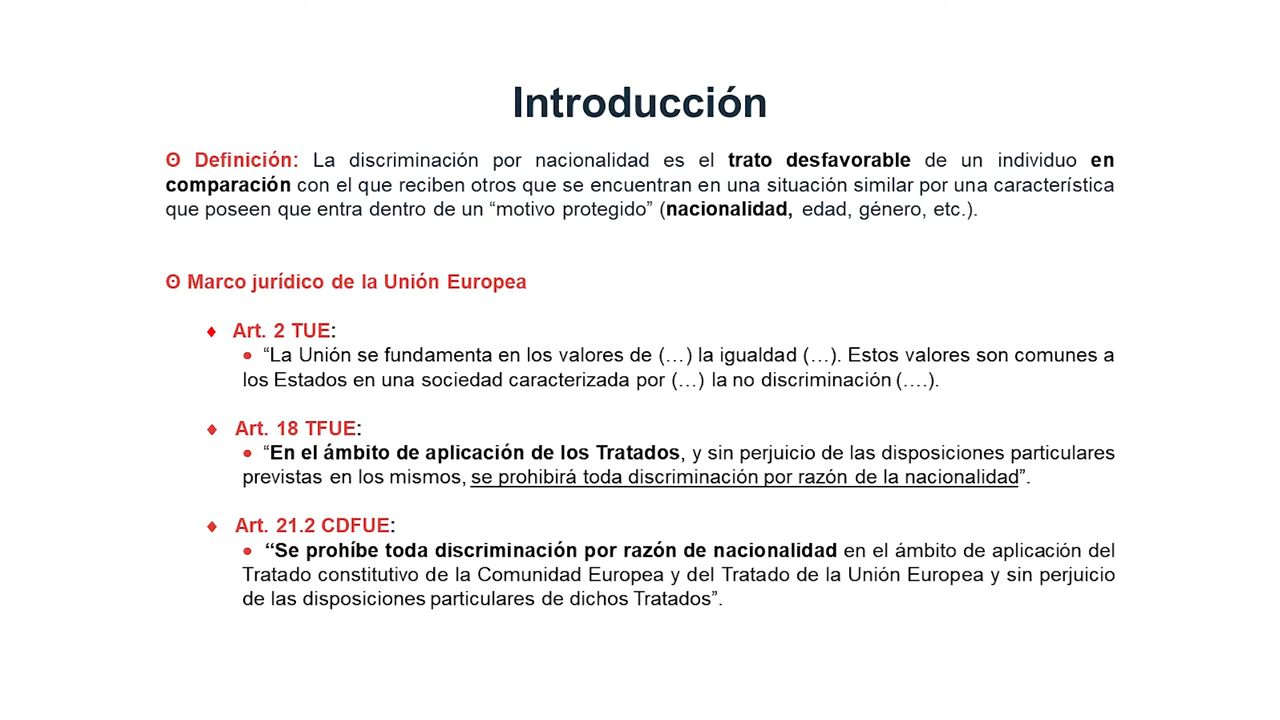 Introducción
ʘ Definición: La discriminación por nacionalidad es el trato desfavorable de un individuo en
comparación con el que reciben otros que se encuentran en una situación similar por una característica
que poseen que entra dentro de un “motivo protegido” (nacionalidad, edad, género, etc.).
ʘ Marco jurídico de la Unión Europea
♦ Art. 2 TUE:
• “La Unión se fundamenta en los valores de (…) la igualdad (…). Estos valores son comunes a
los Estados en una sociedad caracterizada por (…) la no discriminación (….).
♦ Art. 18 TFUE:
• “En el ámbito de aplicación de los Tratados, y sin perjuicio de las disposiciones particulares
previstas en los mismos, se prohibirá toda discriminación por razón de la nacionalidad”.
♦ Art. 21.2 CDFUE:
• “Se prohíbe toda discriminación por razón de nacionalidad en el ámbito de aplicación del
Tratado constitutivo de la Comunidad Europea y del Tratado de la Unión Europea y sin perjuicio
de las disposiciones particulares de dichos Tratados”.